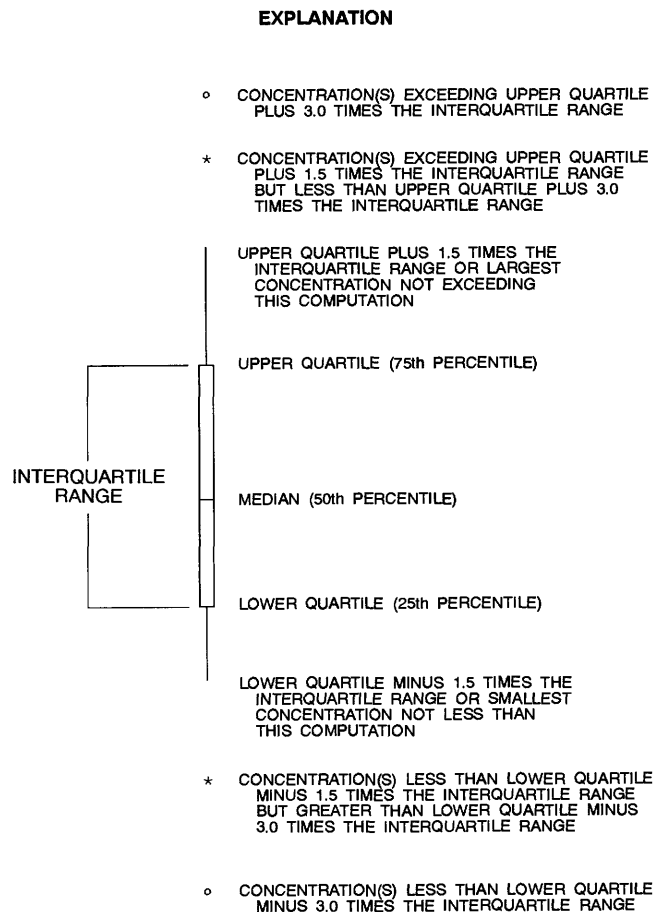 EXPLANATION
o CONCENTRATION(S) EXCEEDING UPPER QUARTILE
PLUS 3.0 TIMES THE INTERQUARTILE RANGE
* CONCENTRATION(S) EXCEEDING UPPER QUARTILE
PLUS 1.5 TIMES THE INTERQUARTILE RANGE
BUT LESS THAN UPPER QUARTILE PLUS 3.0
TIMES THE INTERQUARTILE RANGE
UPPER QUARTILE PLUS 1.5 TIMES THE
INTERQUARTILE RANGE OR LARGEST
CONCENTRATION NOT EXCEEDING
THIS COMPUTATION
UPPER QUARTILE (75th PERCENTILE)
INTERQUARTILE
RANGE
MEDIAN (50th PERCENTILE)
LOWER QUARTILE (25th PERCENTILE)
LOWER QUARTILE MINUS 1.5 TIMES THE
INTERQUARTILE RANGE OR SMALLEST
CONCENTRATION NOT LESS THAN
THIS COMPUTATION
* CONCENTRATION(S) LESS THAN LOWER QUARTILE
MINUS 1.5 TIMES THE INTERQUARTILE RANGE
BUT GREATER THAN LOWER QUARTILE MINUS
3.0 TIMES THE INTERQUARTILE RANGE
o CONCENTRATION(S) LESS THAN LOWER QUARTILE
MINUS 3.0 TIMES THE INTERQUARTILE RANGE